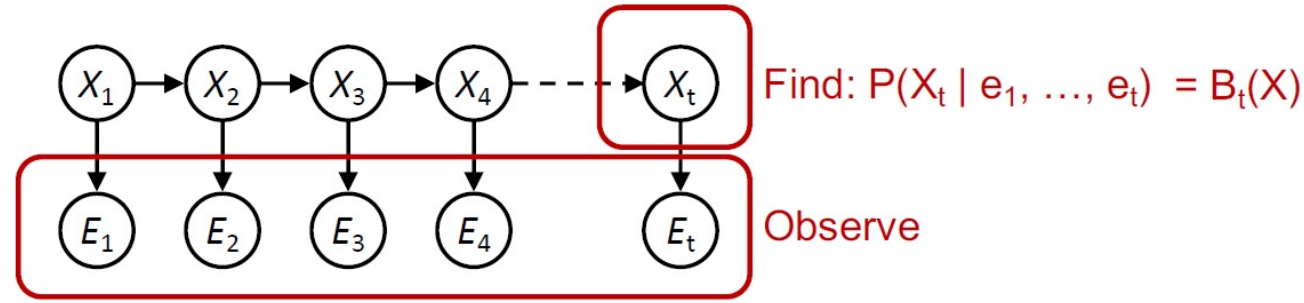 X₁ X₂ X₃ X₄ Xₜ Find: P(Xₜ | e₁, …, eₜ) = Bₜ(X)
E₁ E₂ E₃ E₄ Eₜ Observe